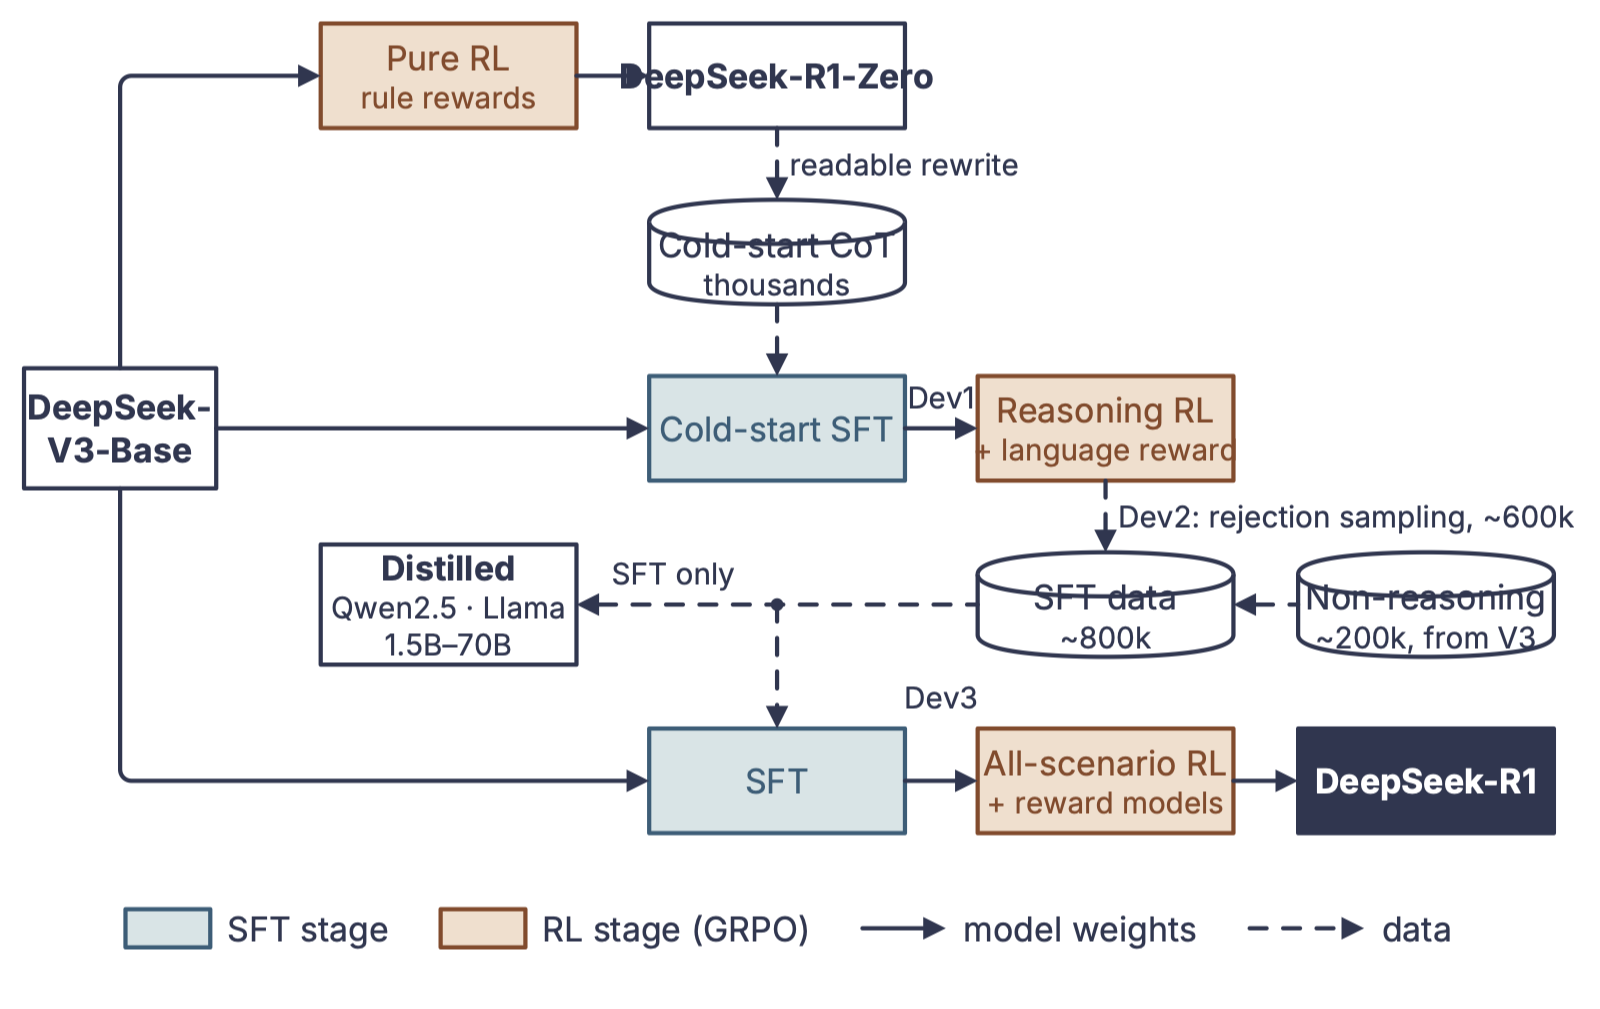 Pure RL
rule rewards
DeepSeek-R1-Zero
readable rewrite
Cold-start CoT
thousands
DeepSeek-
V3-Base
Cold-start SFT
Dev1
Reasoning RL
+ language reward
Dev2: rejection sampling, ~600k
Distilled
Qwen2.5 · Llama
1.5B–70B
SFT only
SFT data
~800k
Non-reasoning
~200k, from V3
SFT
Dev3
All-scenario RL
+ reward models
DeepSeek-R1
SFT stage
RL stage (GRPO)
model weights
data